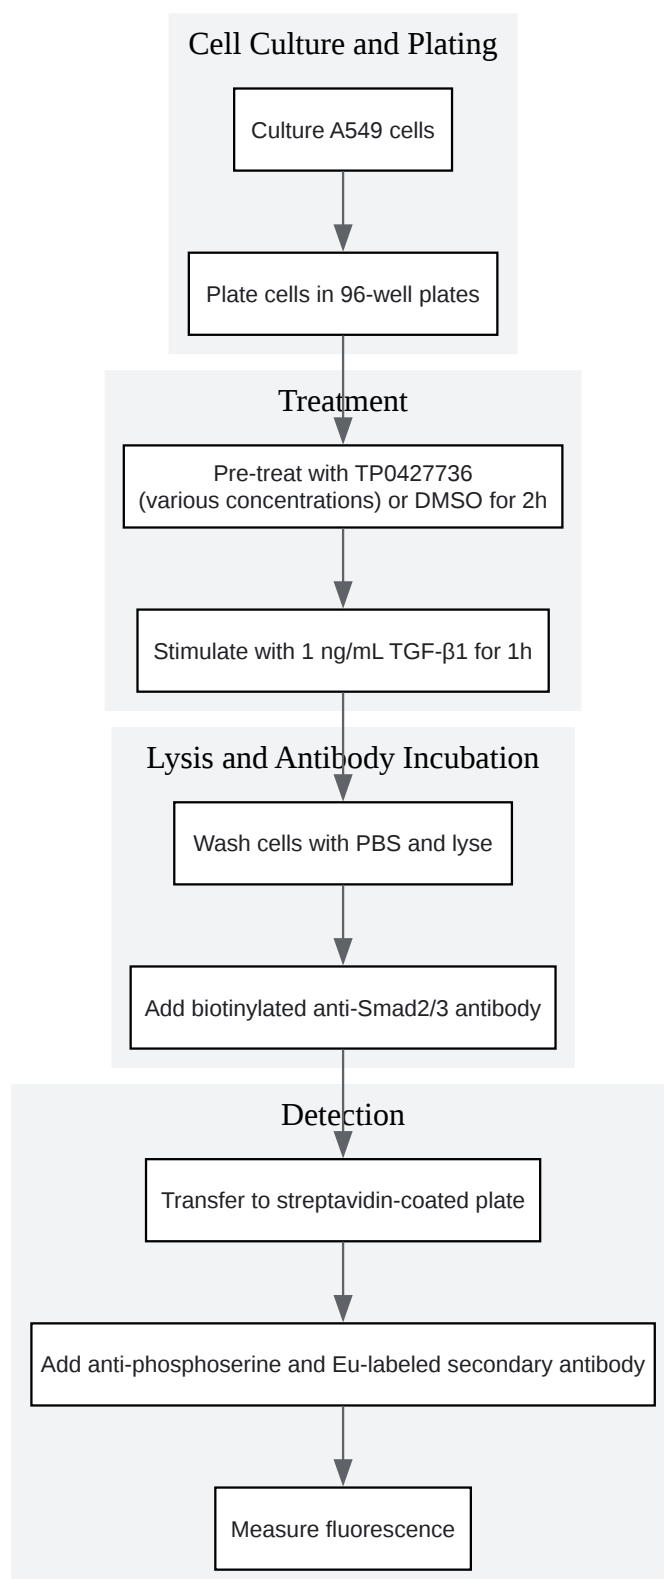 Cell Culture and Plating
Culture A549 cells
Plate cells in 96-well plates
Treatment
Pre-treat with TP0427736
(various concentrations) or DMSO for 2h
Stimulate with 1 ng/mL TGF-β1 for 1h
Lysis and Antibody Incubation
Wash cells with PBS and lyse
Add biotinylated anti-Smad2/3 antibody
Detection
Transfer to streptavidin-coated plate
Add anti-phosphoserine and Eu-labeled secondary antibody
Measure fluorescence